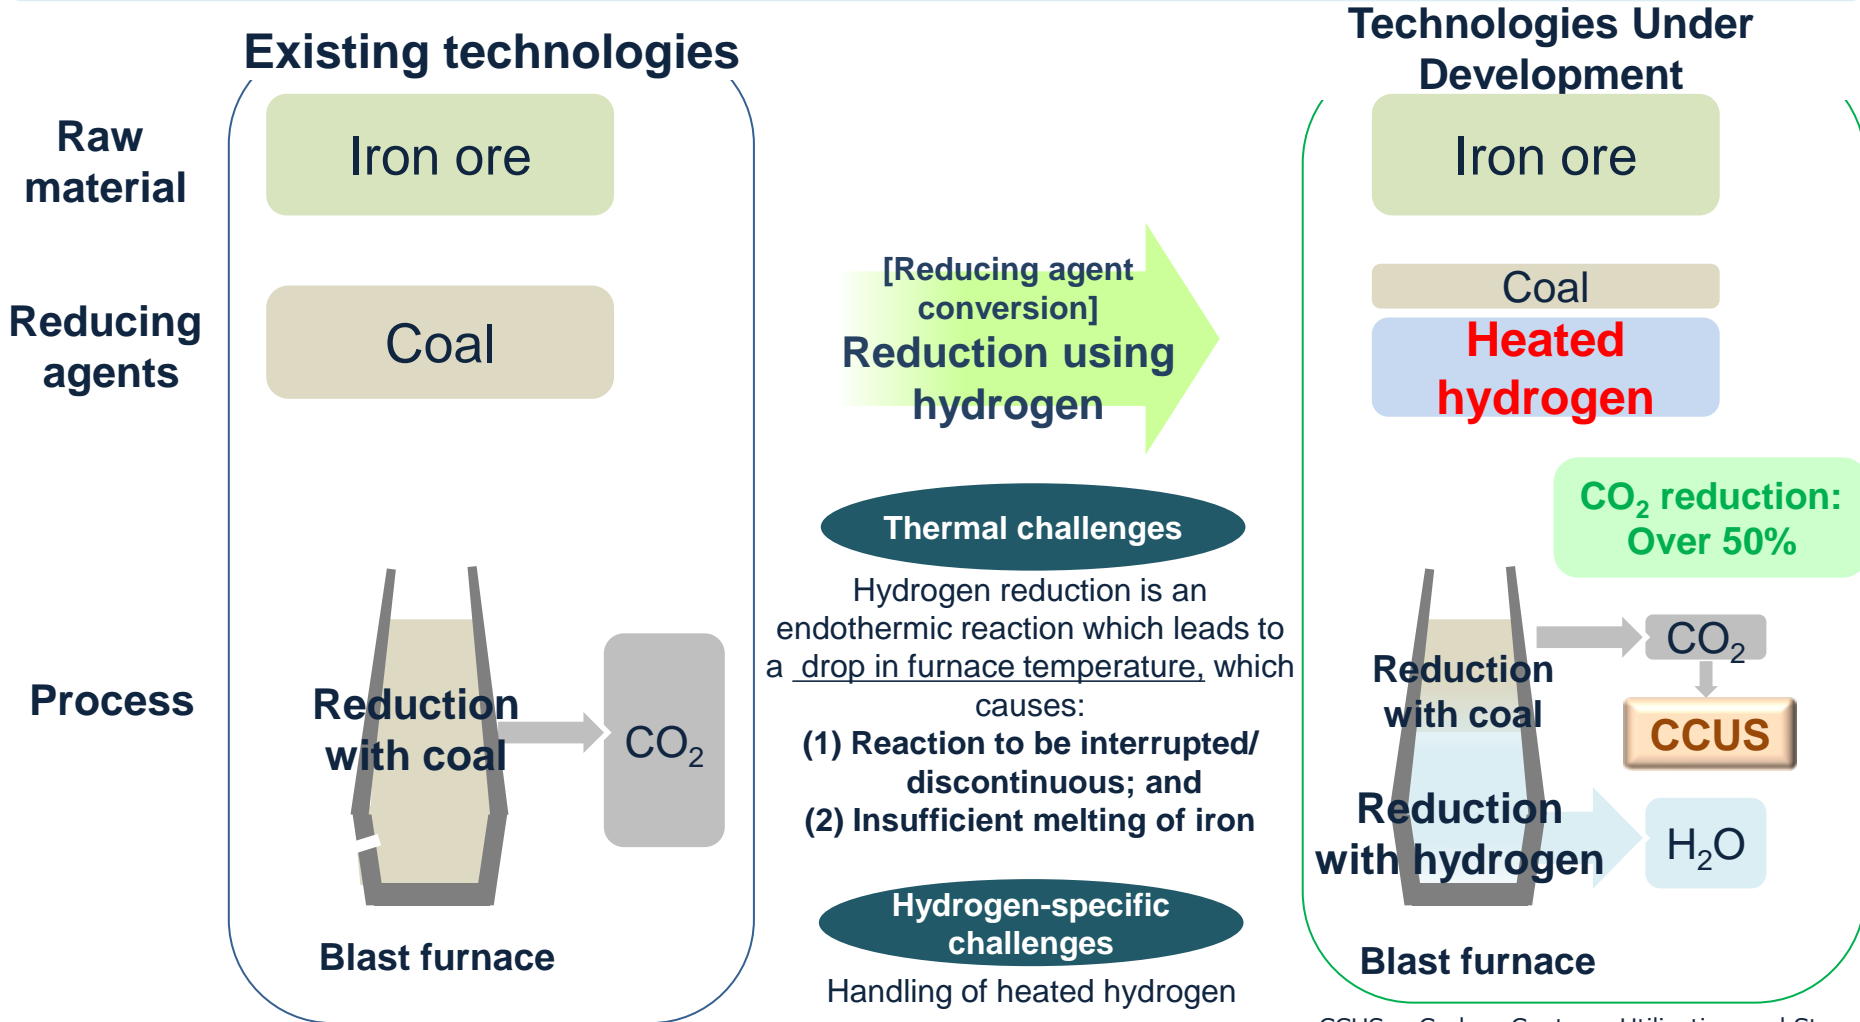 Existing technologies
Technologies Under
Development
Raw
material
Iron ore
Iron ore
Reducing
agents
Coal
[Reducing agent
conversion]
Reduction using
hydrogen
Coal
Heated
hydrogen
Thermal challenges
Hydrogen reduction is an
endothermic reaction which leads to
a drop in furnace temperature, which
causes:
(1) Reaction to be interrupted/
discontinuous; and
(2) Insufficient melting of iron
Hydrogen-specific
challenges
Handling of heated hydrogen
CO₂ reduction:
Over 50%
Process
Reduction
with coal
CO₂
Blast furnace
Reduction
with coal
CO₂
CCUS
Reduction
with hydrogen
H₂O
Blast furnace